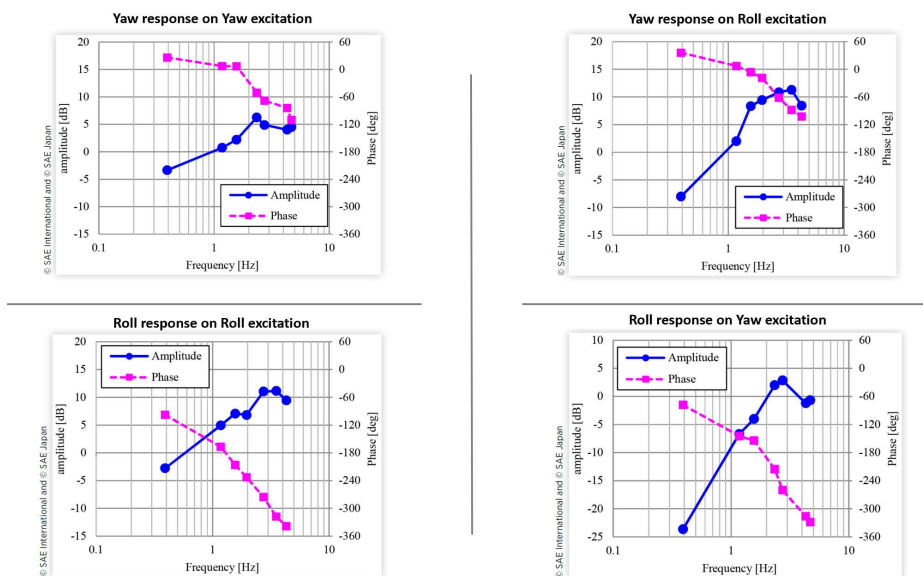 Yaw response on Yaw excitation
20
15
10
5
0
-5
-10
-15
60
0
-60
-120
-180
-240
-300
-360
amplitude [dB]
Phase [deg]
Amplitude
Phase
0.1
1
10
Frequency [Hz]
© SAE International and © SAE Japan
Yaw response on Roll excitation
20
15
10
5
0
-5
-10
-15
60
0
-60
-120
-180
-240
-300
-360
amplitude [dB]
Phase [deg]
Amplitude
Phase
0.1
1
10
Frequency [Hz]
© SAE International and © SAE Japan
Roll response on Roll excitation
20
15
10
5
0
-5
-10
-15
60
0
-60
-120
-180
-240
-300
-360
amplitude [dB]
Phase [deg]
Amplitude
Phase
0.1
1
10
Frequency [Hz]
© SAE International and © SAE Japan
Roll response on Yaw excitation
10
5
0
-5
-10
-15
-20
-25
60
0
-60
-120
-180
-240
-300
-360
amplitude [dB]
Phase [deg]
Amplitude
Phase
0.1
1
10
Frequency [Hz]
© SAE International and © SAE Japan